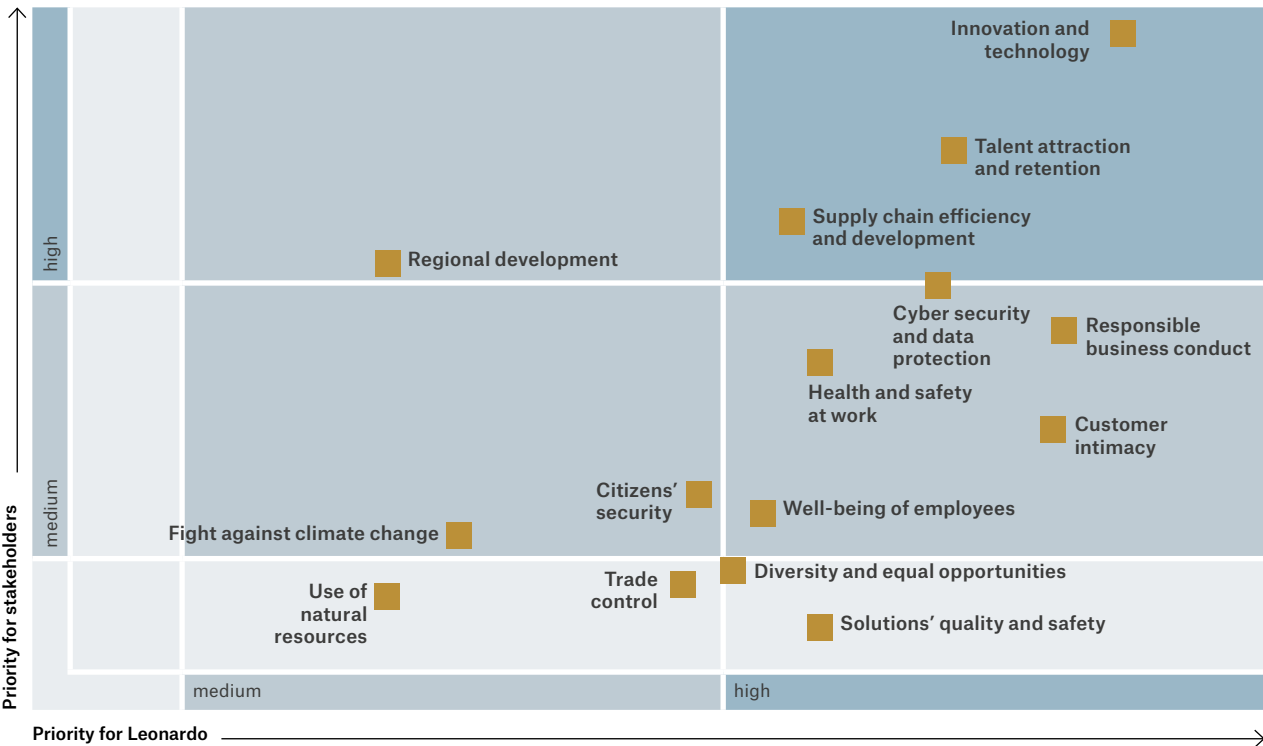 Innovation and
technology
Talent attraction
and retention
Supply chain efficiency
and development
high
Regional development
Cyber security
and data
protection
Responsible
business conduct
Health and safety
at work
Customer
intimacy
Citizens’
security
Well-being of employees
medium
Fight against climate change
Trade
control
Diversity and equal opportunities
Use of
natural
resources
Solutions’ quality and safety
Priority for stakeholders
medium
high
Priority for Leonardo